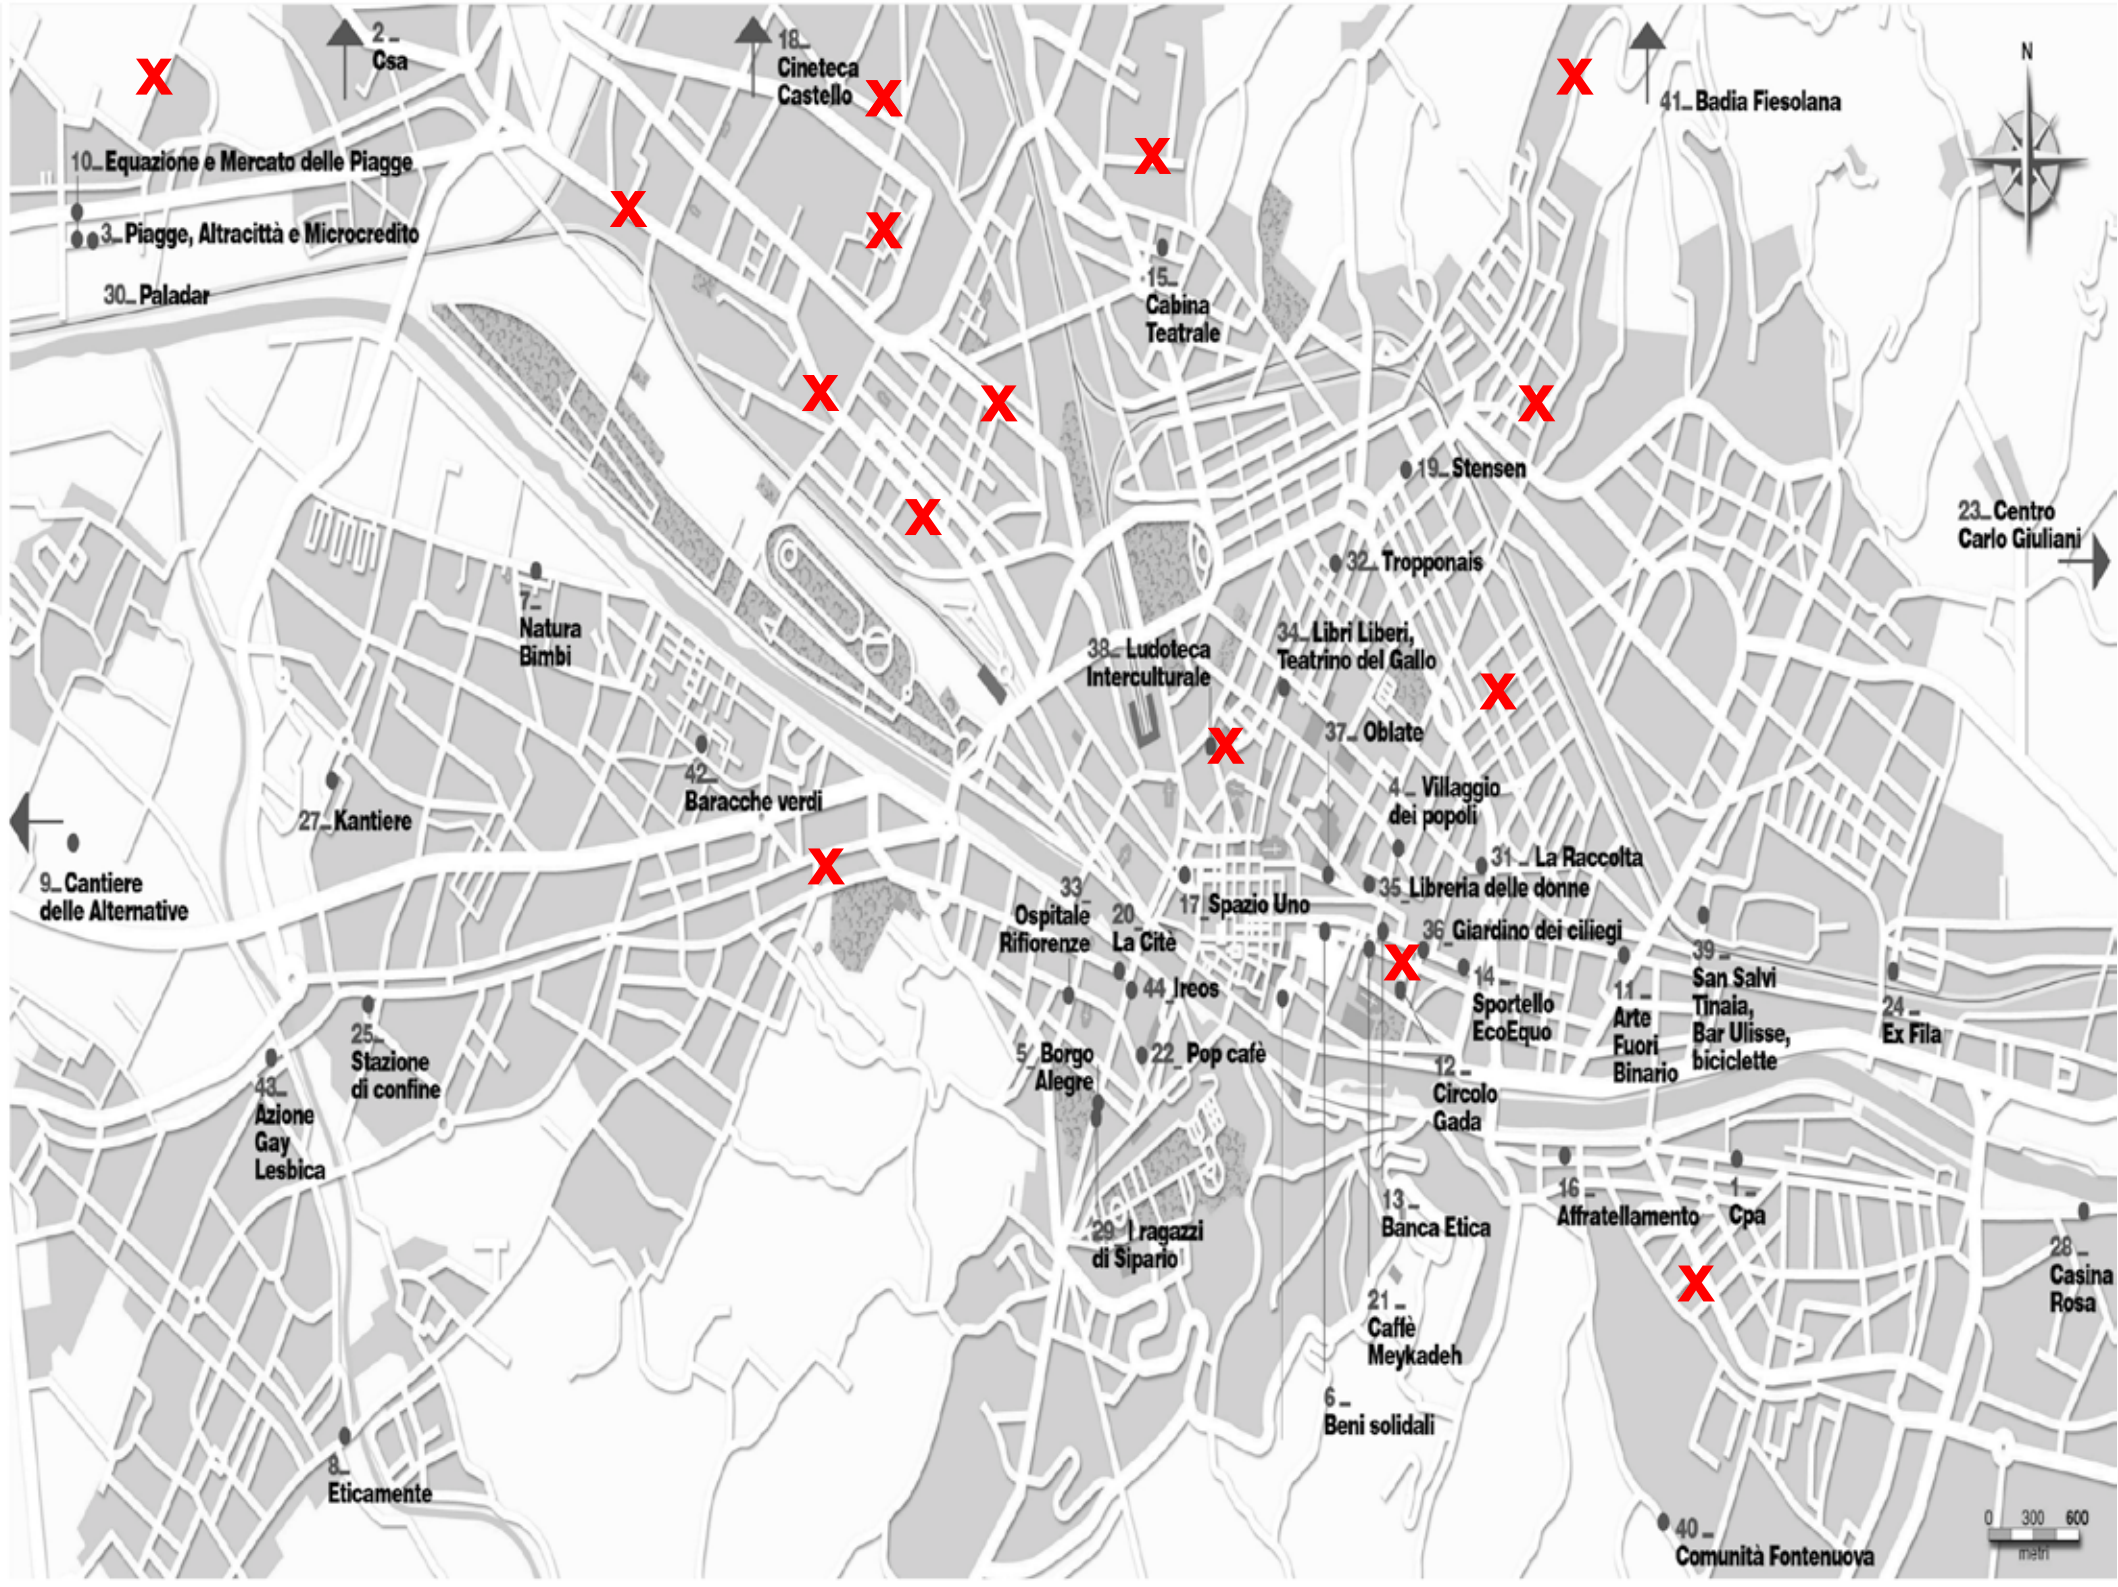 2_
Csa
18_
Cineteca
Castello
X
X
X
X
41_ Badia Fiesolana
N
10_ Equazione e Mercato delle Piagge
3_ Piagge, Altracittà e Microcredito
30_ Paladar
X
X
15_
Cabina
Teatrale
X
X
X
X
19_ Stensen
23_ Centro
Carlo Giuliani
32_ Tropponais
7_
Natura
Bimbi
38_ Ludoteca
Interculturale
34_ Libri Liberi,
Teatrino del Gallo
X
X
37_ Oblate
42_
Baracche verdi
27_ Kantiere
4_ Villaggio
dei popoli
31_ La Raccolta
X
9_ Cantiere
delle Alternative
33_
Ospitale
Rifiorenze
20_
La Citè
17_ Spazio Uno
35_ Libreria delle donne
36_ Giardino dei ciliegi
X
39_
San Salvi
Tinaia,
Bar Ulisse,
biciclette
14_
Sportello
EcoEquo
11_
Arte
Fuori
Binario
24_
Ex Fila
44_ Ireos
25_
Stazione
di confine
5_ Borgo
Alegre
22_ Pop cafè
12_
Circolo
Gada
43_
Azione
Gay
Lesbica
13_
Banca Etica
16_
Affratellamento
1_
Cpa
29_ I ragazzi
di Sipario
28_
Casina
Rosa
X
21_
Caffè
Meykadeh
6_
Beni solidali
8_
Eticamente
40_
Comunità Fontenuova
0 300 600
metri